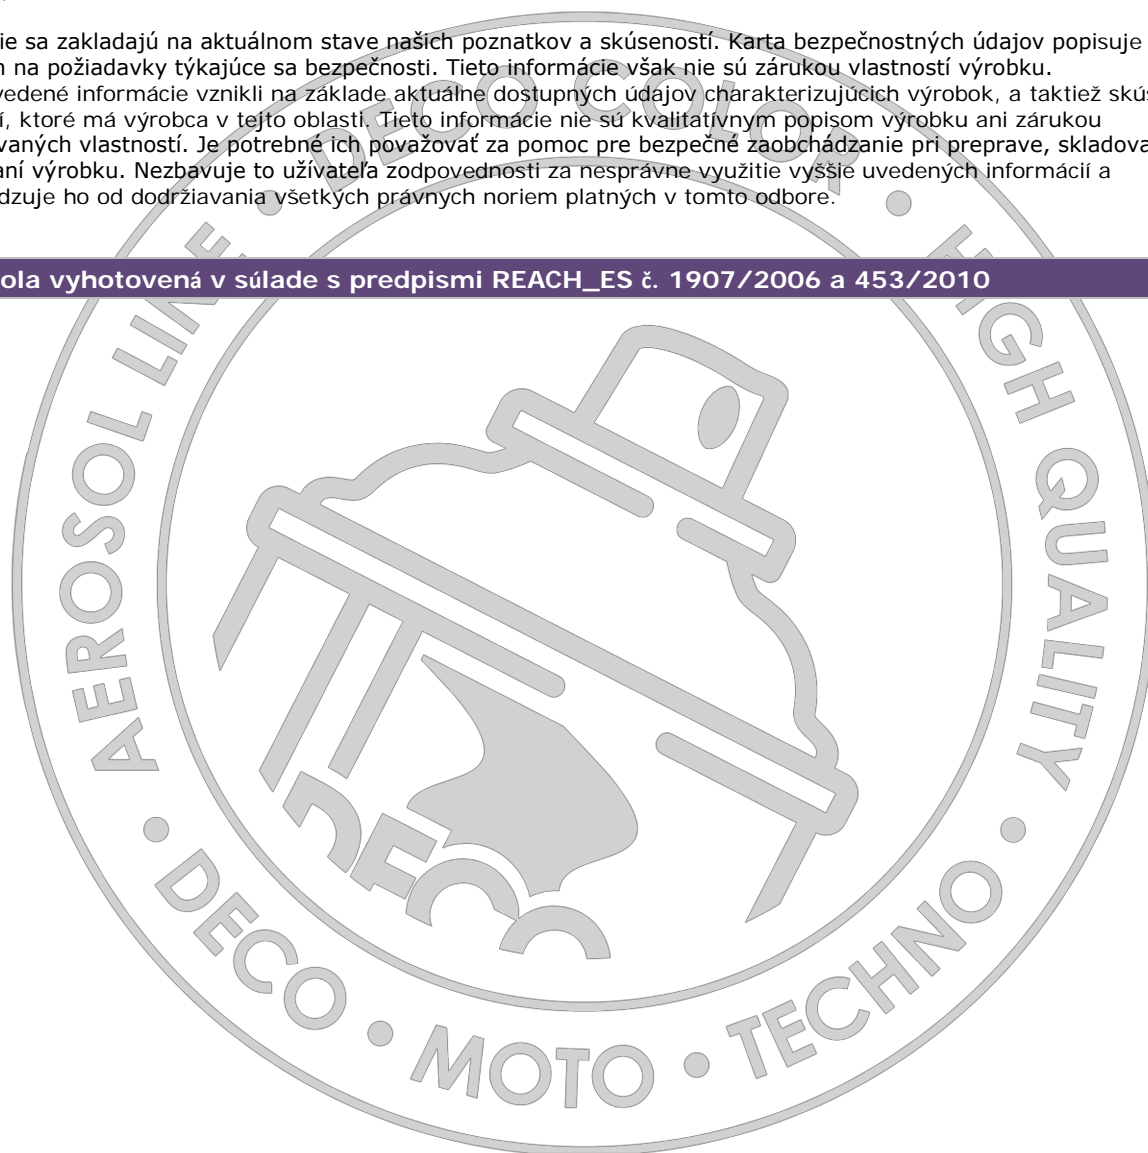 ie sa zakladajú na aktuálnom stave našich poznatkov a skúseností. Karta bezpečnostných údajov popisuje
na požiadavky týkajúce sa bezpečnosti. Tieto informácie však nie sú zárukou vlastností výrobku.
vedené informácie vznikli na základe aktuálne dostupných údajov charakterizujúcich výrobok, a taktiež skús
í, ktoré má výrobca v tejto oblasti. Tieto informácie nie sú kvalitatívnym popisom výrobku ani zárukou
vaných vlastností. Je potrebné ich považovať za pomoc pre bezpečné zaobchádzanie pri preprave, skladova
aní výrobku. Nezbavuje to užívateľa zodpovednosti za nesprávne využitie vyššie uvedených informácií a
dzuje ho od dodržiavania všetkých právnych noriem platných v tomto odbore.
ola vyhotovená v súlade s predpismi REACH_ES č. 1907/2006 a 453/2010
DECO COLOR • HIGH QUALITY • TECHNO • MOTO • DECO • AEROSOL LINE •
DECO